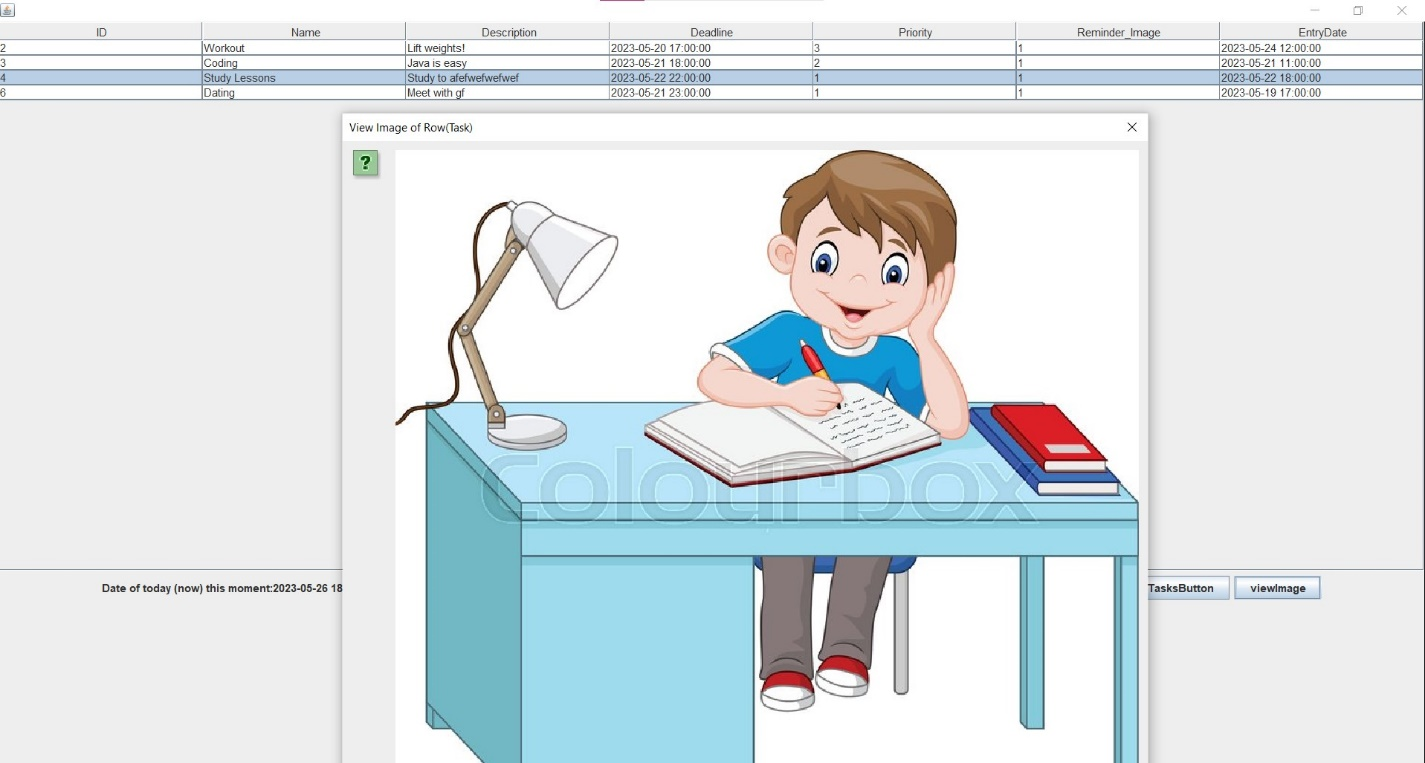 ID Name Description Deadline Priority Reminder_Image EntryDate
2 Workout Lift weights! 2023-05-20 17:00:00 3 1 2023-05-24 12:00:00
3 Coding Java is easy 2023-05-21 18:00:00 2 1 2023-05-21 11:00:00
4 Study Lessons Study to afefwefwefwef 2023-05-22 22:00:00 1 1 2023-05-22 18:00:00
6 Dating Meet with gf 2023-05-21 23:00:00 1 1 2023-05-19 17:00:00
View Image of Row(Task)
?
Colourbox
Date of today (now) this moment:2023-05-26 18 TasksButton viewImage